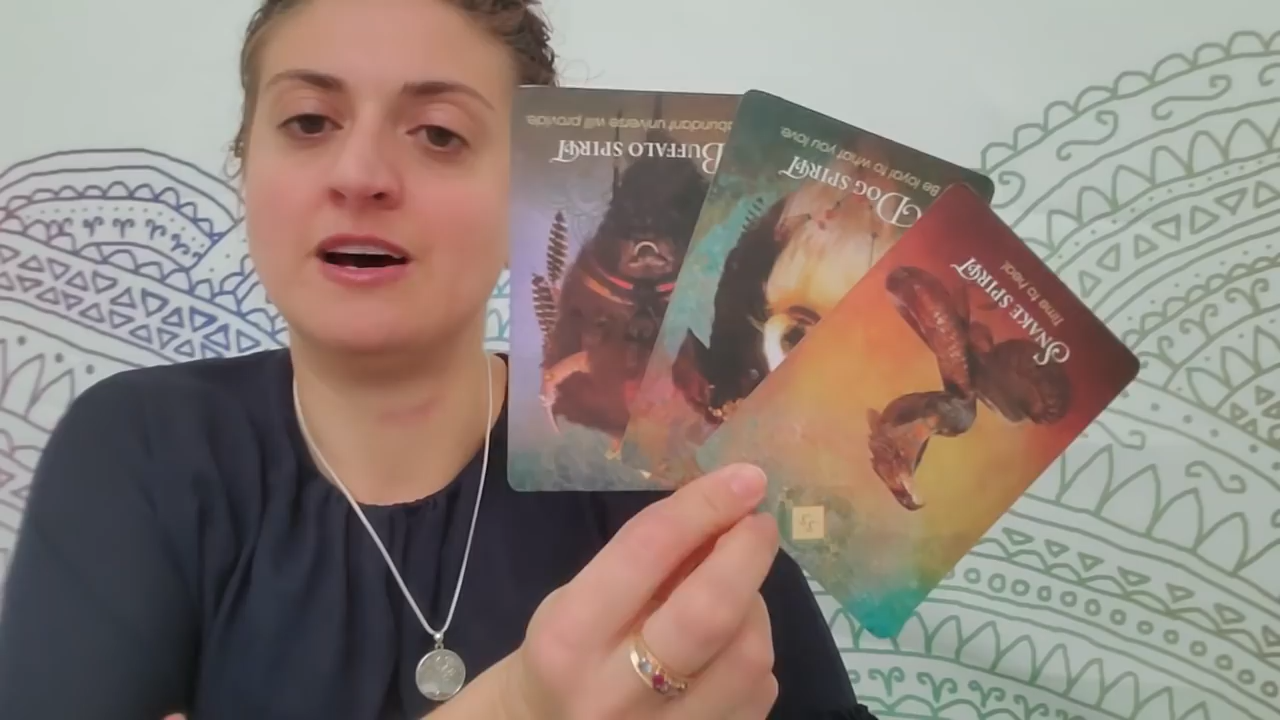 abundant universe will provide.
BUFFALO SPIRIT
Be loyal to what you love.
DOG SPIRIT
SNAKE SPIRIT
Time to heal.
55